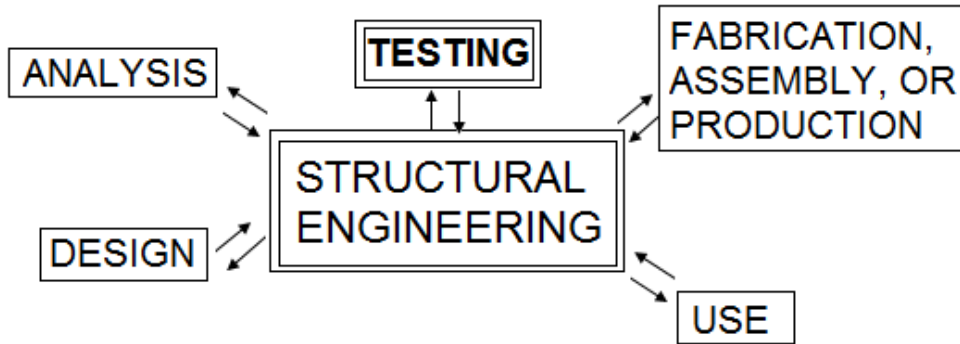 ANALYSIS
TESTING
FABRICATION,
ASSEMBLY, OR
PRODUCTION
STRUCTURAL
ENGINEERING
DESIGN
USE